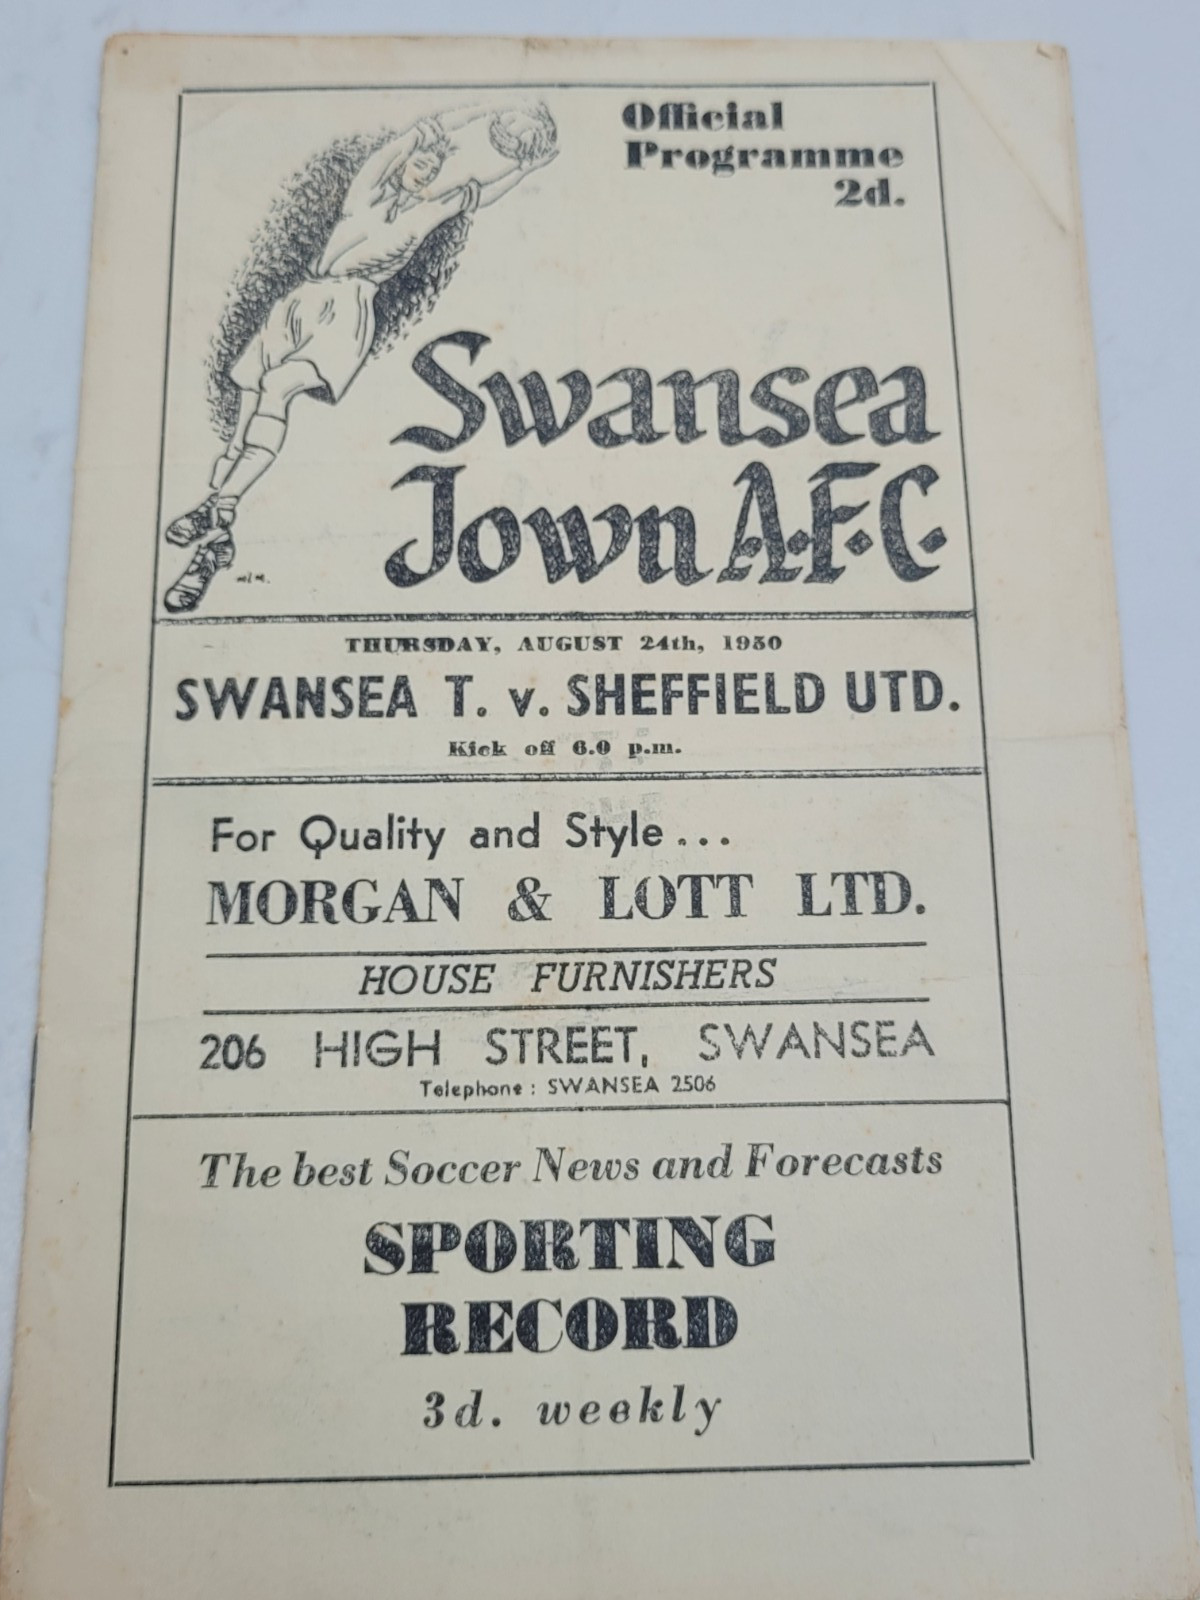 Official
Programme
2d.
Swansea
Town A.F.C.
THURSDAY, AUGUST 24th, 1950
SWANSEA T. v. SHEFFIELD UTD.
Kick off 6.0 p.m.
For Quality and Style...
MORGAN & LOTT LTD.
HOUSE FURNISHERS
206 HIGH STREET, SWANSEA
Telephone : SWANSEA 2506
The best Soccer News and Forecasts
SPORTING
RECORD
3d. weekly